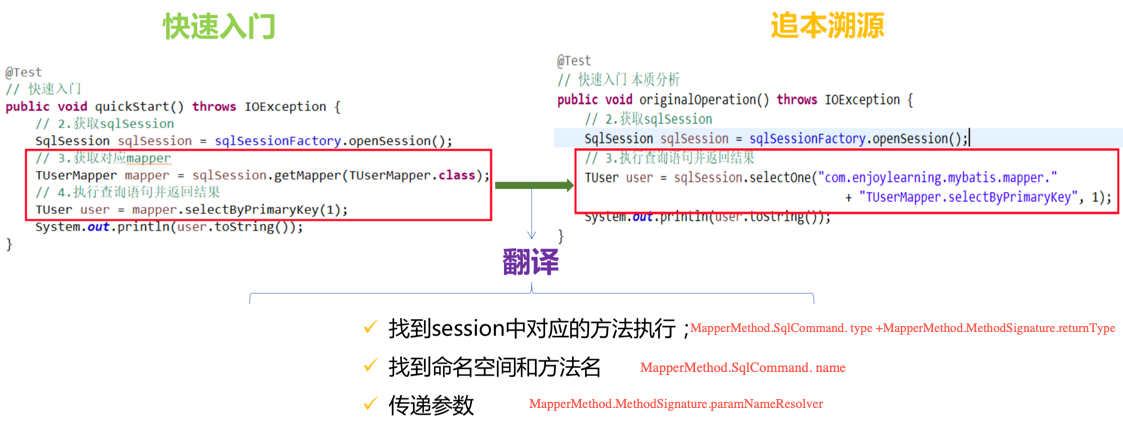 快速入门
@Test
// 快速入门
public void quickStart() throws IOException {
// 2.获取sqlSession
SqlSession sqlSession = sqlSessionFactory.openSession();
// 3.获取对应mapper
TUserMapper mapper = sqlSession.getMapper(TUserMapper.class);
// 4.执行查询语句并返回结果
TUser user = mapper.selectByPrimaryKey(1);
System.out.println(user.toString());
}
追本溯源
@Test
// 快速入门 本质分析
public void originalOperation() throws IOException {
// 2.获取sqlSession
SqlSession sqlSession = sqlSessionFactory.openSession();
// 3.执行查询语句并返回结果
TUser user = sqlSession.selectOne("com.enjoylearning.mybatis.mapper."
+ "TUserMapper.selectByPrimaryKey", 1);
System.out.println(user.toString());
}
翻译
✓ 找到session中对应的方法执行；MapperMethod.SqlCommand. type +MapperMethod.MethodSignature.returnType
✓ 找到命名空间和方法名 MapperMethod.SqlCommand. name
✓ 传递参数 MapperMethod.MethodSignature.paramNameResolver